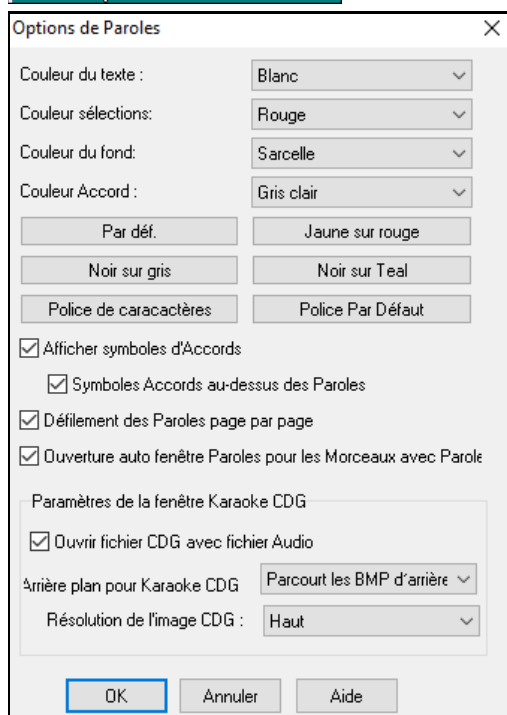 Options de Paroles
Couleur du texte : Blanc
Couleur sélections: Rouge
Couleur du fond: Sarcelle
Couleur Accord : Gris clair
Par déf. Jaune sur rouge
Noir sur gris Noir sur Teal
Police de caracactères Police Par Défaut
Afficher symboles d'Accords
Symboles Accords au-dessus des Paroles
Défilement des Paroles page par page
Ouverture auto fenêtre Paroles pour les Morceaux avec Parole
Paramètres de la fenêtre Karaoke CDG
Ouvrir fichier CDG avec fichier Audio
Arrière plan pour Karaoke CDG Parcourt les BMP d´arrière
Résolution de l'image CDG : Haut
OK Annuler Aide